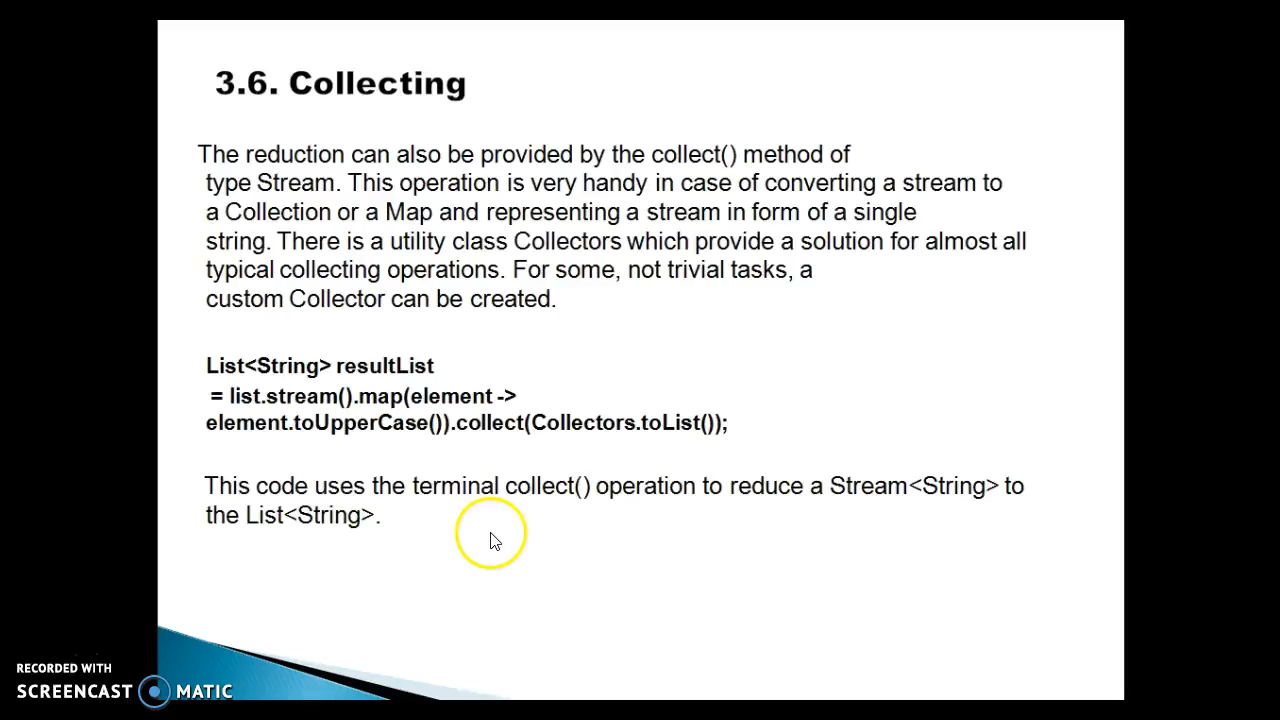 3.6. Collecting
The reduction can also be provided by the collect() method of
type Stream. This operation is very handy in case of converting a stream to
a Collection or a Map and representing a stream in form of a single
string. There is a utility class Collectors which provide a solution for almost all
typical collecting operations. For some, not trivial tasks, a
custom Collector can be created.
List<String> resultList
= list.stream().map(element ->
element.toUpperCase()).collect(Collectors.toList());
This code uses the terminal collect() operation to reduce a Stream<String> to
the List<String>.
RECORDED WITH
SCREENCAST MATIC